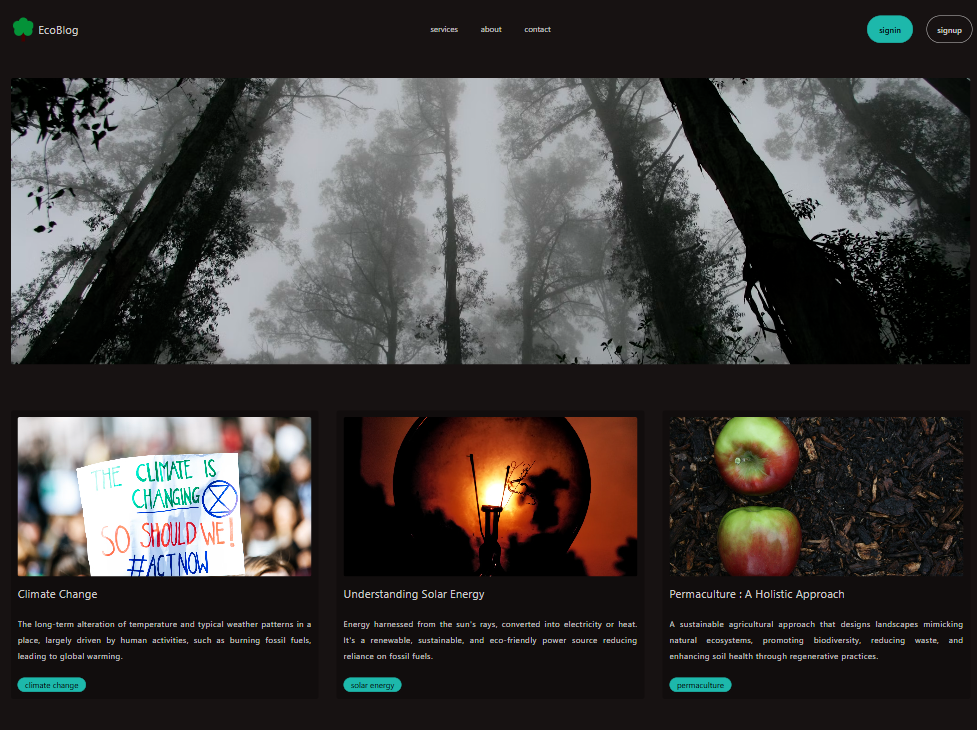 EcoBlog
services about contact
signin signup
THE CLIMATE IS
CHANGING
SO SHOULD WE!
#ACTNOW
Climate Change
The long-term alteration of temperature and typical weather patterns in a
place, largely driven by human activities, such as burning fossil fuels,
leading to global warming.
climate change
Understanding Solar Energy
Energy harnessed from the sun's rays, converted into electricity or heat.
It's a renewable, sustainable, and eco-friendly power source reducing
reliance on fossil fuels.
solar energy
Permaculture : A Holistic Approach
A sustainable agricultural approach that designs landscapes mimicking
natural ecosystems, promoting biodiversity, reducing waste, and
enhancing soil health through regenerative practices.
permaculture